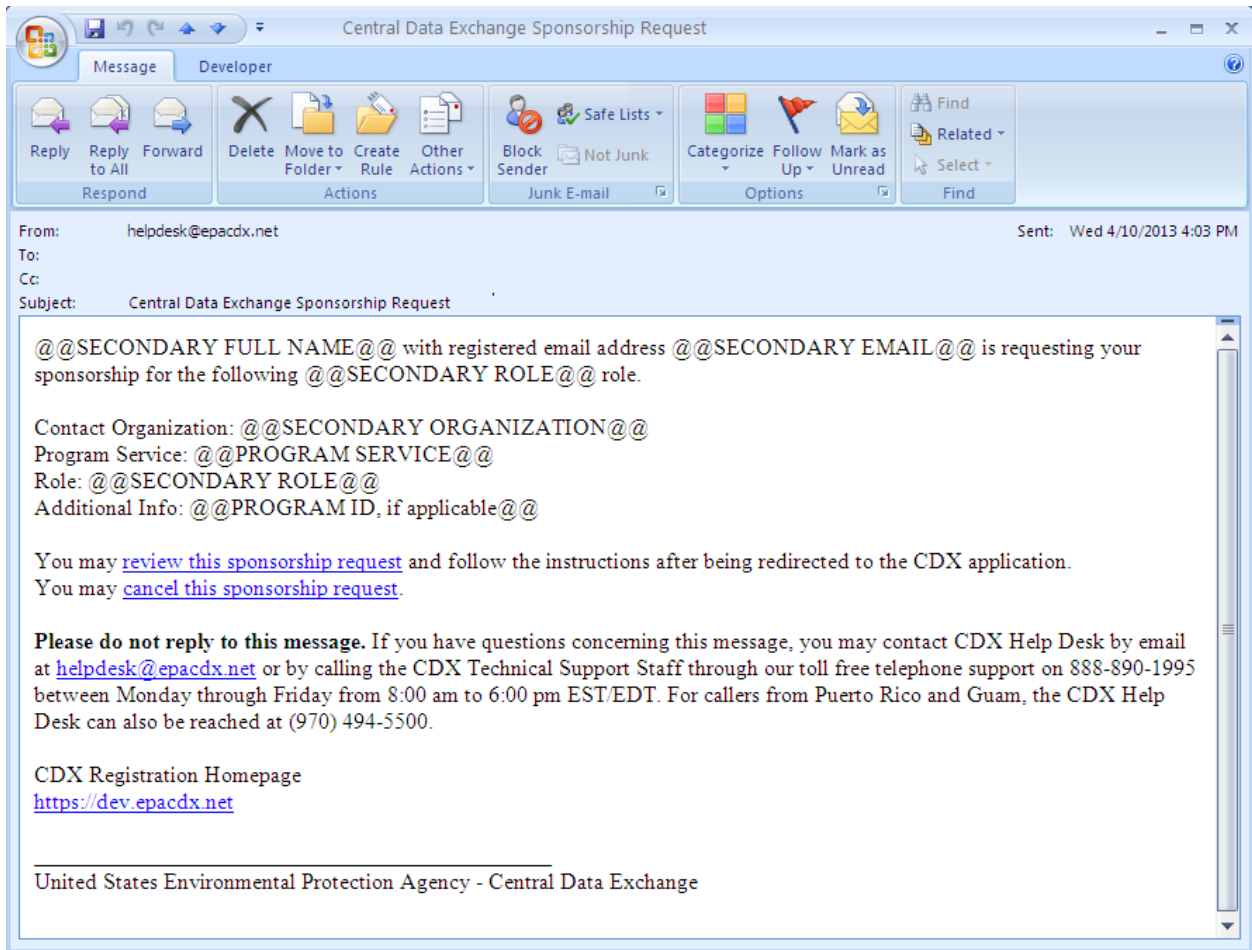 Central Data Exchange Sponsorship Request
Message Developer
Reply Reply to All Forward Delete Move to Folder Create Rule Other Actions Block Sender Safe Lists Not Junk Categorize Follow Up Mark as Unread Find Related Select
Respond Actions Junk E-mail Options Find
From: helpdesk@epacdx.net Sent: Wed 4/10/2013 4:03 PM
To:
Cc:
Subject: Central Data Exchange Sponsorship Request
@@SECONDARY FULL NAME@@ with registered email address @@SECONDARY EMAIL@@ is requesting your
sponsorship for the following @@SECONDARY ROLE@@ role.
Contact Organization: @@SECONDARY ORGANIZATION@@
Program Service: @@PROGRAM SERVICE@@
Role: @@SECONDARY ROLE@@
Additional Info: @@PROGRAM ID, if applicable@@
You may review this sponsorship request and follow the instructions after being redirected to the CDX application.
You may cancel this sponsorship request.
Please do not reply to this message. If you have questions concerning this message, you may contact CDX Help Desk by email
at helpdesk@epacdx.net or by calling the CDX Technical Support Staff through our toll free telephone support on 888-890-1995
between Monday through Friday from 8:00 am to 6:00 pm EST/EDT. For callers from Puerto Rico and Guam, the CDX Help
Desk can also be reached at (970) 494-5500.
CDX Registration Homepage
https://dev.epacdx.net
United States Environmental Protection Agency - Central Data Exchange